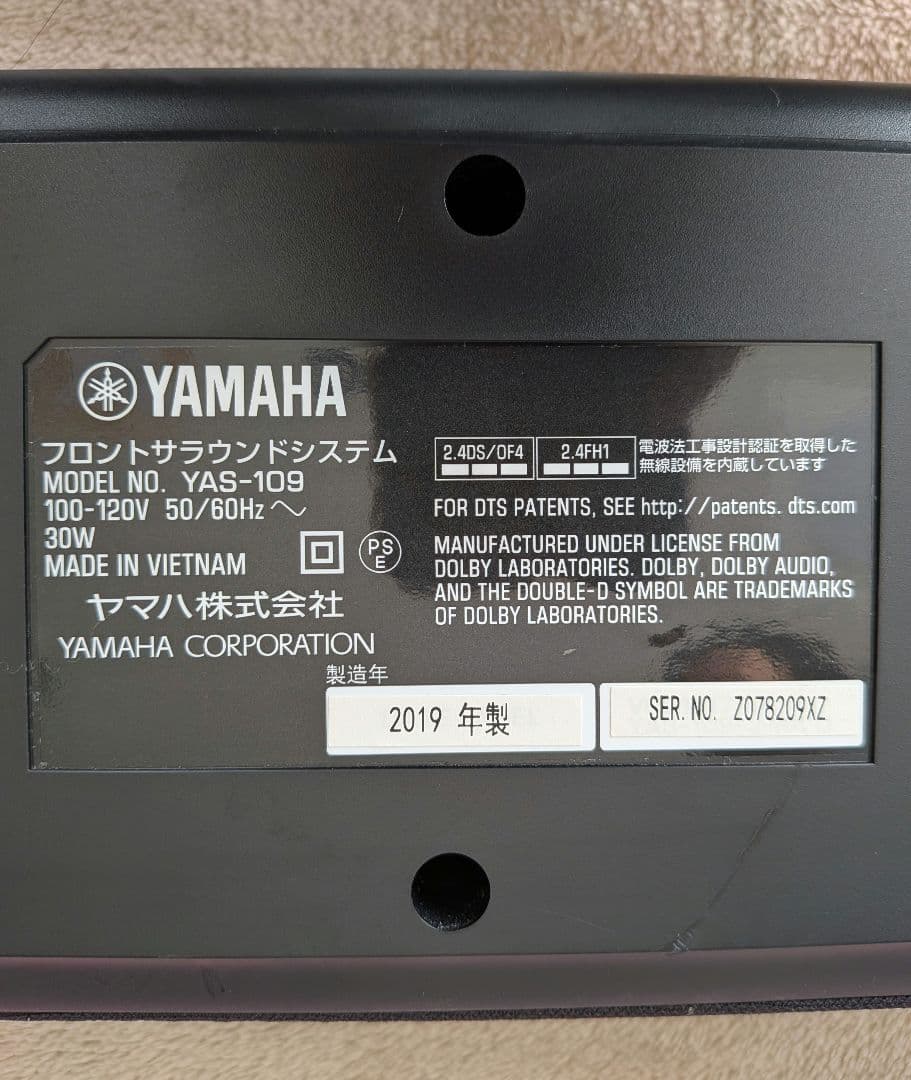 YAMAHA
フロントサラウンドシステム
MODEL NO. YAS-109
100-120V 50/60Hz ～
30W
MADE IN VIETNAM
PS
E
ヤマハ株式会社
YAMAHA CORPORATION
2.4DS/OF4
2.4FH1
電波法工事設計認証を取得した
無線設備を内蔵しています
FOR DTS PATENTS, SEE http://patents. dts.com
MANUFACTURED UNDER LICENSE FROM
DOLBY LABORATORIES. DOLBY, DOLBY AUDIO,
AND THE DOUBLE-D SYMBOL ARE TRADEMARKS
OF DOLBY LABORATORIES.
製造年
2019 年製
SER. NO. Z078209XZ